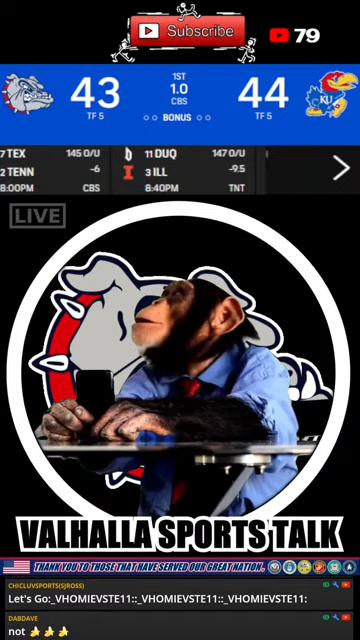 Subscribe
79
43
1ST
1.0
CBS
44
TF 5
○ ○ BONUS ○ ○
TF 5
KU
7 TEX 145 O/U
2 TENN -6
8:00PM CBS
11 DUQ 147 O/U
3 ILL -9.5
8:40PM TNT
LIVE
VALHALLA SPORTS TALK
THANK YOU TO THOSE THAT HAVE SERVED OUR GREAT NATION.
CHICLUVSPORTS(SJROSS)
Let's Go:_VHOMIEVSTE11::_VHOMIEVSTE11::_VHOMIEVSTE11:
DABDAVE
not 🍌🍌🍌